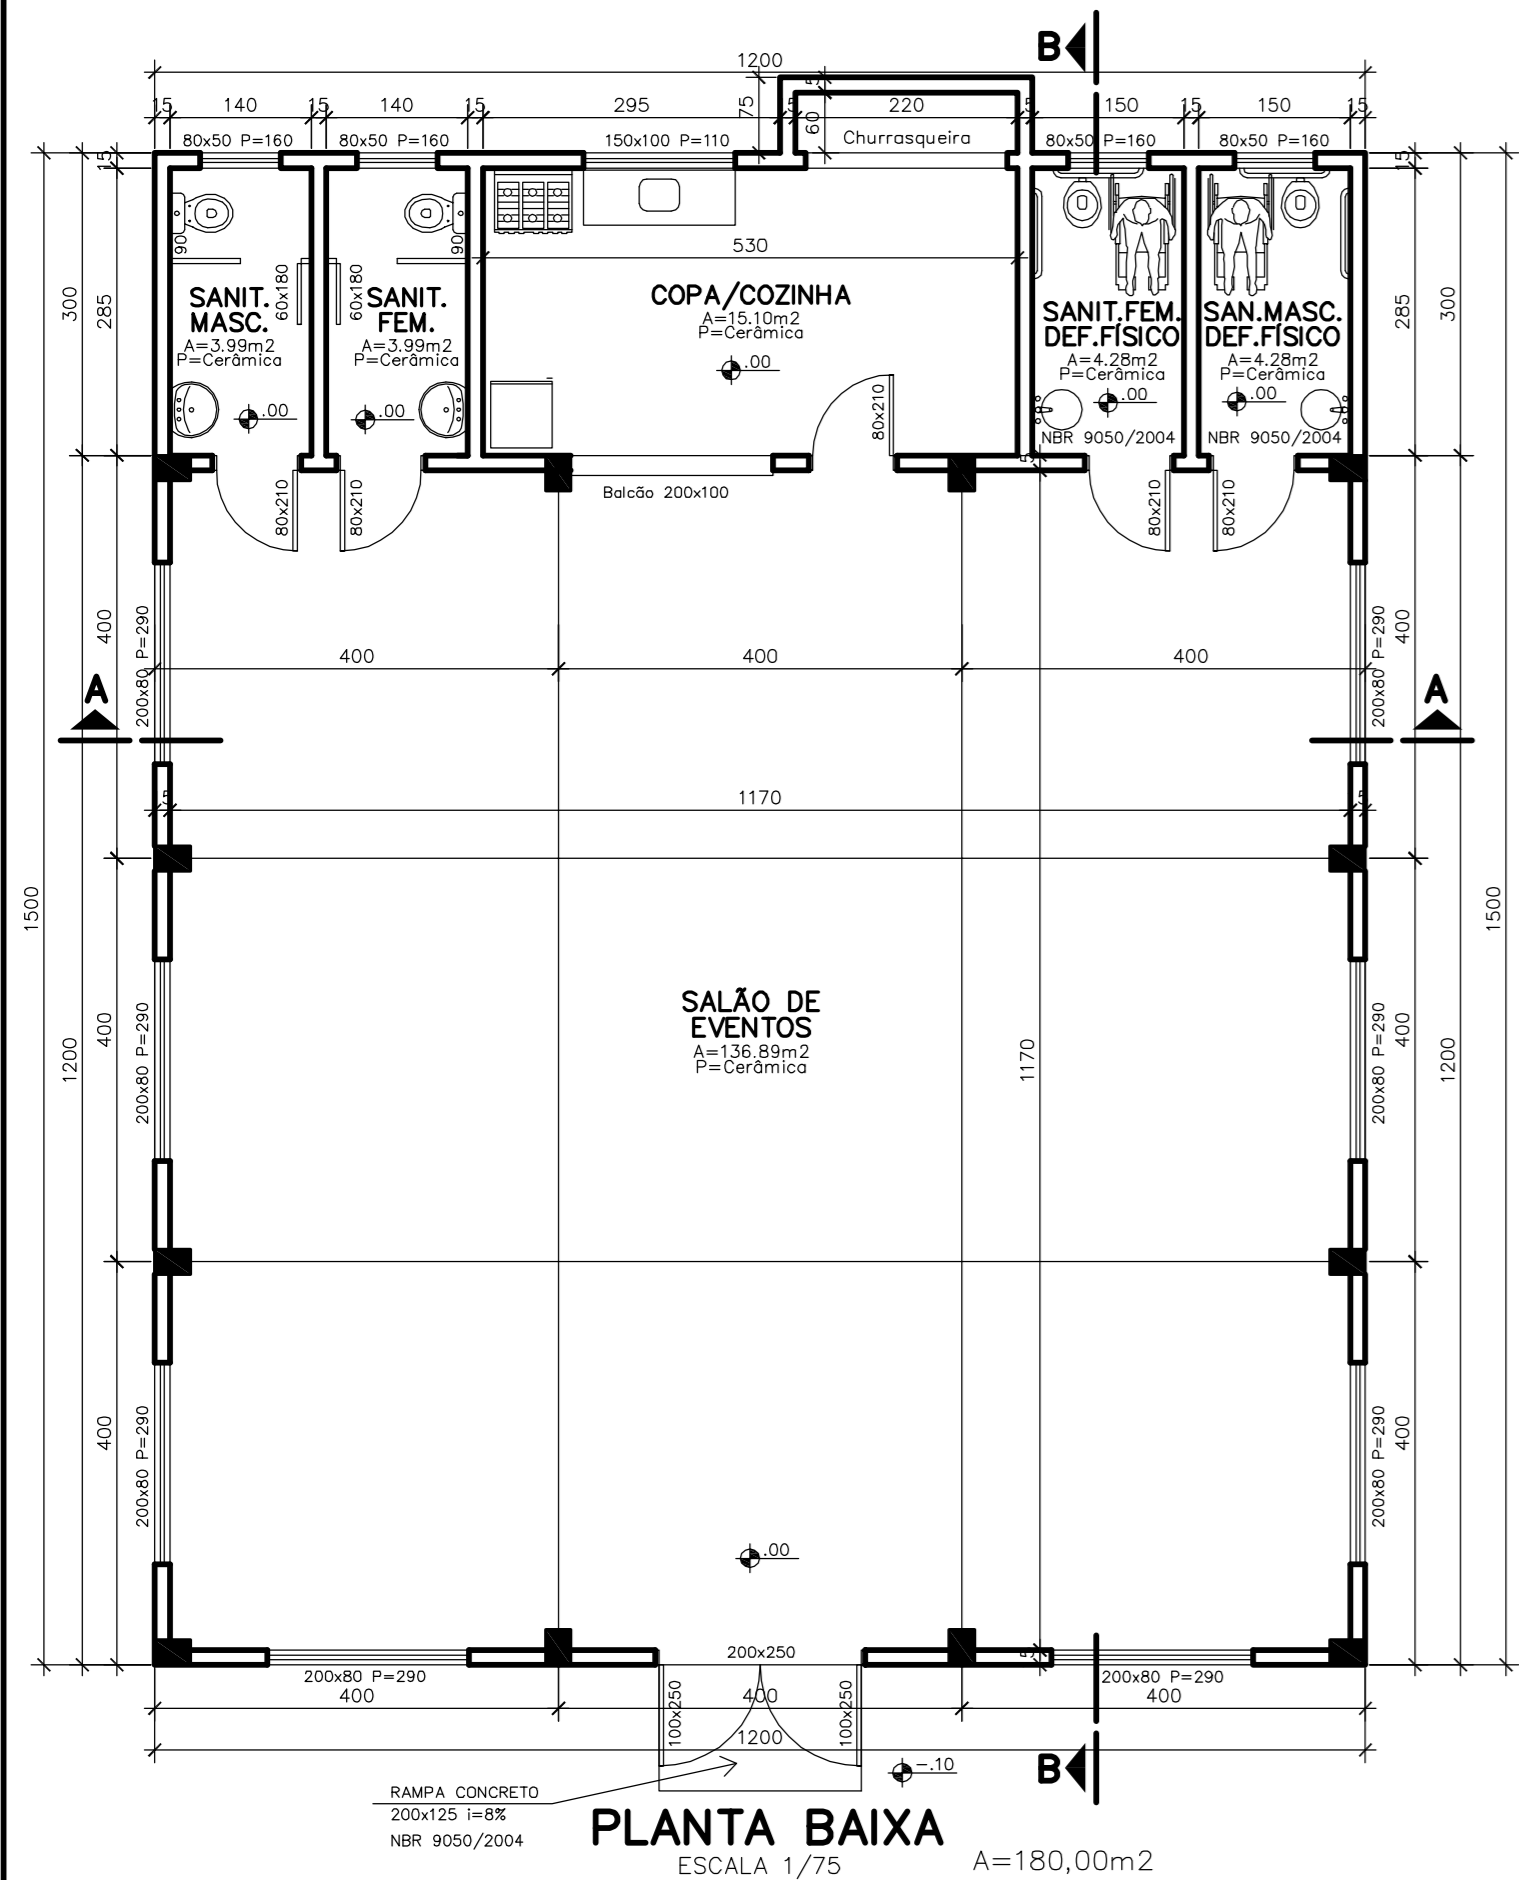 B
1200
15 140 15 140 15 295 5 220 5 150 15 150 15
75
5
60
80x50 P=160
80x50 P=160
150x100 P=110
Churrasqueira
80x50 P=160
80x50 P=160
15
15
90
90
530
300
285
285
300
60x180
60x180
SANIT.
MASC.
A=3.99m2
P=Cerâmica
.00
SANIT.
FEM.
A=3.99m2
P=Cerâmica
.00
COPA/COZINHA
A=15.10m2
P=Cerâmica
.00
SANIT.FEM.
DEF.FÍSICO
A=4.28m2
P=Cerâmica
.00
NBR 9050/2004
SAN.MASC.
DEF.FÍSICO
A=4.28m2
P=Cerâmica
.00
NBR 9050/2004
80x210
Balcão 200x100
80x210
80x210
80x210
80x210
5
400
200x80 P=290
400
400
400
200x80 P=290
400
A
A
5
1170
5
1500
1500
SALÃO DE
EVENTOS
A=136.89m2
P=Cerâmica
1200
400
200x80 P=290
1170
200x80 P=290
400
1200
400
200x80 P=290
200x80 P=290
400
.00
200x250
5
200x80 P=290
200x80 P=290
400
400
400
100x250
100x250
1200
-.10
B
RAMPA CONCRETO
200x125 i=8%
NBR 9050/2004
PLANTA BAIXA
ESCALA 1/75
A=180,00m2